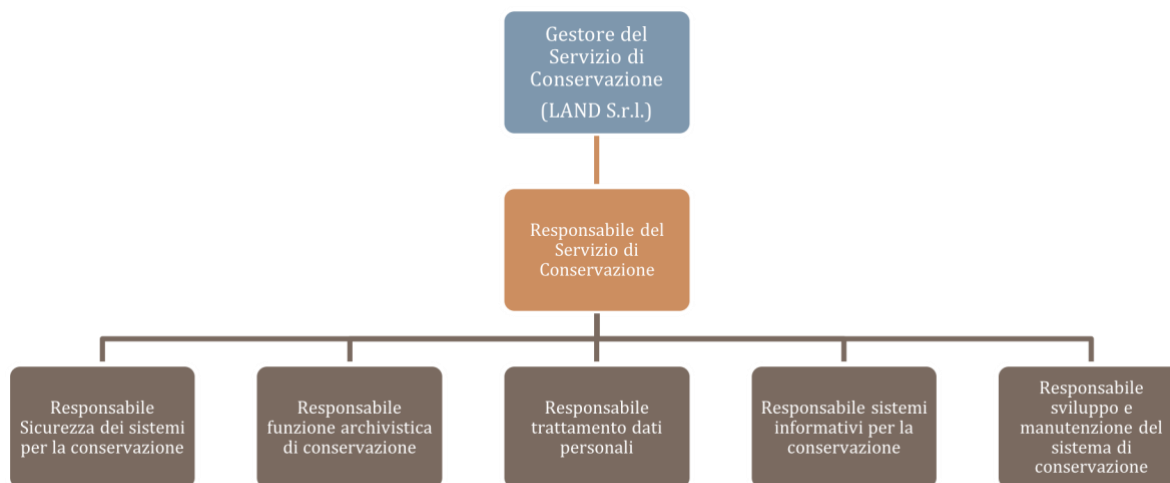 Gestore del
Servizio di
Conservazione
(LAND S.r.l.)
Responsabile del
Servizio di
Conservazione
Responsabile
Sicurezza dei sistemi
per la conservazione
Responsabile
funzione archivistica
di conservazione
Responsabile
trattamento dati
personali
Responsabile sistemi
informativi per la
conservazione
Responsabile
sviluppo e
manutenzione del
sistema di
conservazione